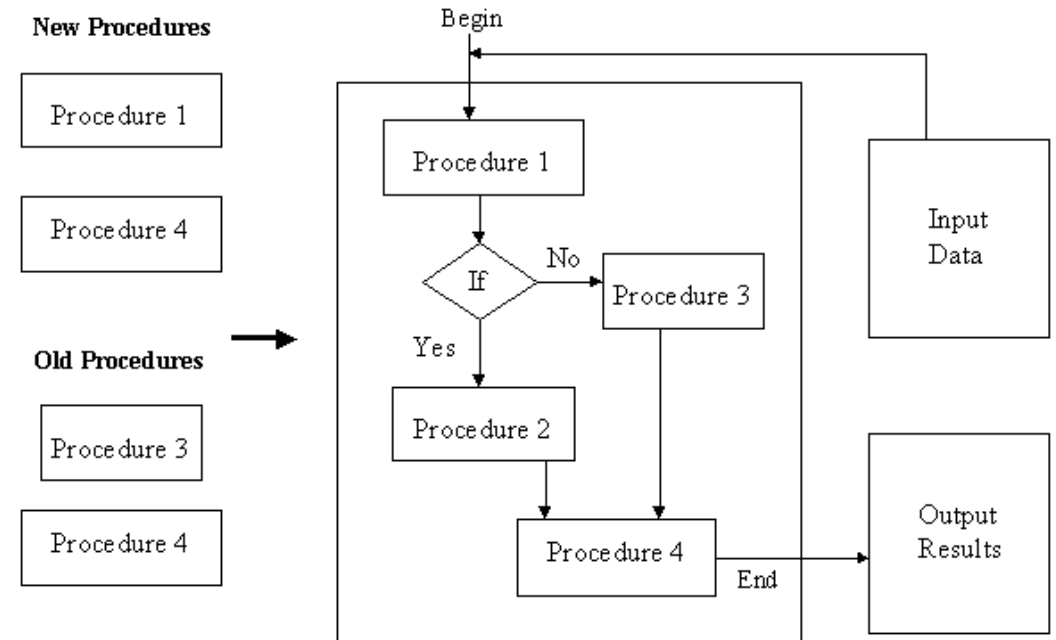 New Procedures
Procedure 1
Procedure 4
Old Procedures
Procedure 3
Procedure 4
Begin
Procedure 1
If
No
Procedure 3
Yes
Procedure 2
Procedure 4
End
Input
Data
Output
Results